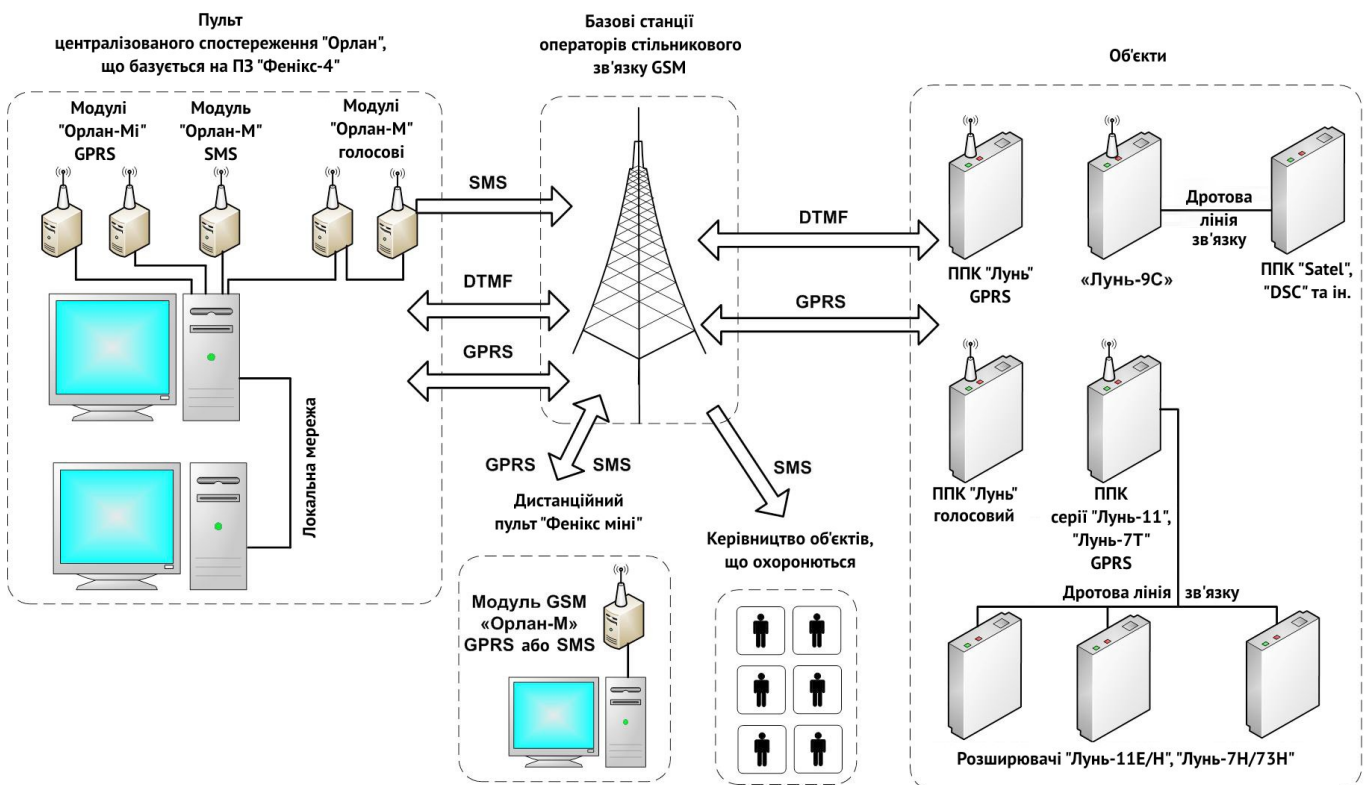 Пульт
централізованого спостереження "Орлан",
що базується на ПЗ "Фенікс-4"
Модулі
"Орлан-Мі"
GPRS
Модуль
"Орлан-М"
SMS
Модулі
"Орлан-М"
голосові
Локальна мережа
Базові станції
операторів стільникового
зв'язку GSM
SMS
DTMF
GPRS
DTMF
GPRS
GPRS
SMS
SMS
Дистанційний
пульт "Фенікс міні"
Модуль GSM
«Орлан-М»
GPRS або SMS
Керівництво об'єктів,
що охоронються
Об'єкти
ППК "Лунь"
GPRS
«Лунь-9С»
Дротова
лінія
зв'язку
ППК "Satel",
"DSC" та ін.
ППК "Лунь"
голосовий
ППК
серії "Лунь-11",
"Лунь-7Т"
GPRS
Дротова лінія зв'язку
Розширювачі "Лунь-11Е/Н", "Лунь-7Н/73Н"